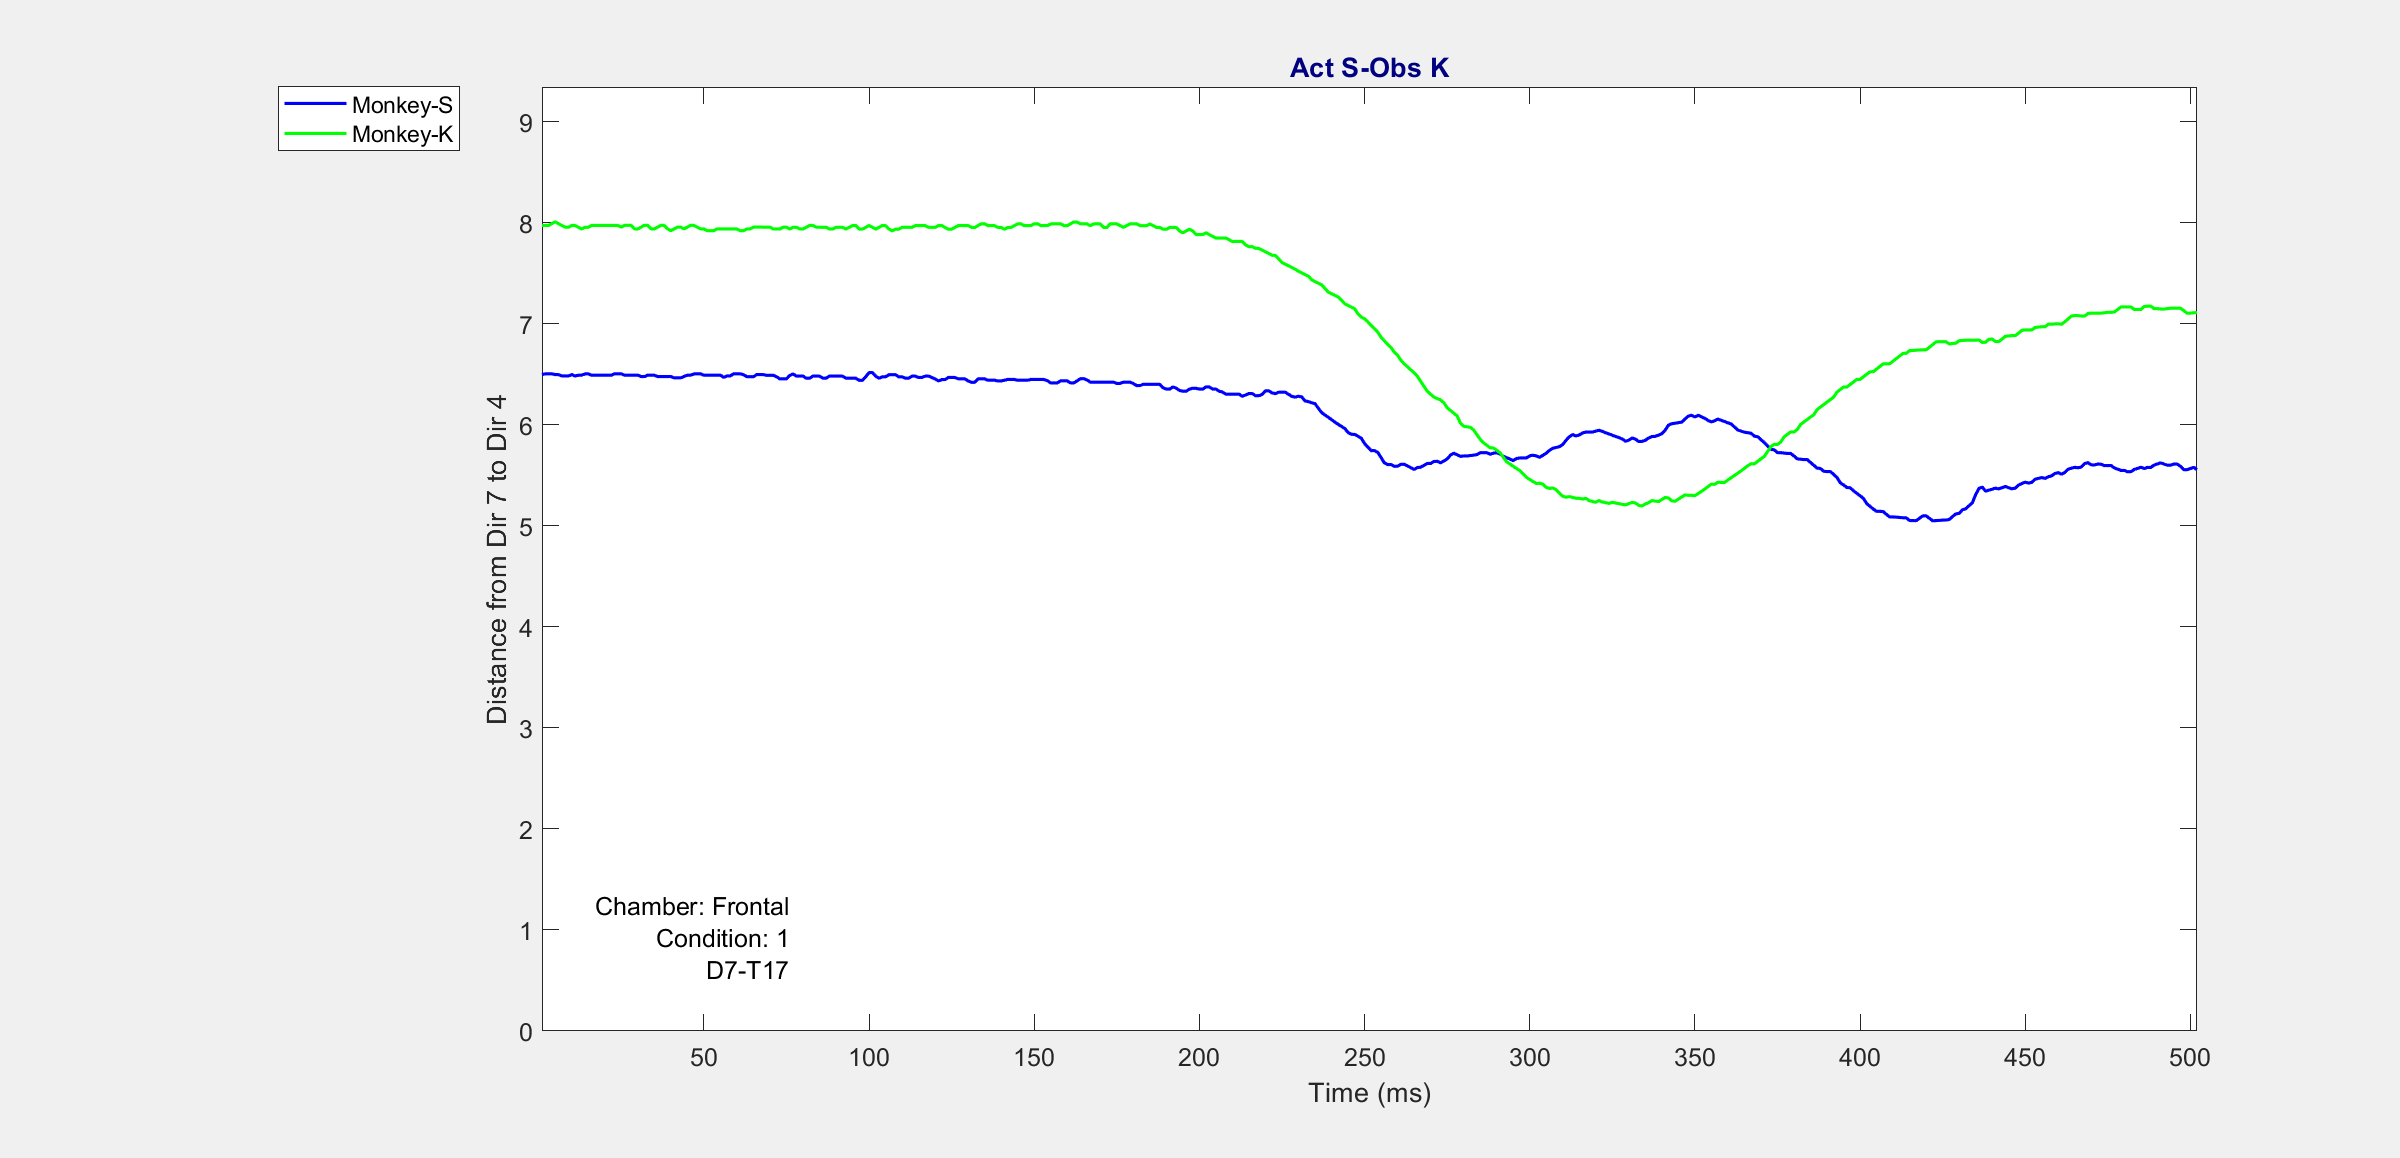 Act S-Obs K
Monkey-S
Monkey-K
Distance from Dir 7 to Dir 4
9
8
7
6
5
4
3
2
1
0
Chamber: Frontal
Condition: 1
D7-T17
50 100 150 200 250 300 350 400 450 500
Time (ms)